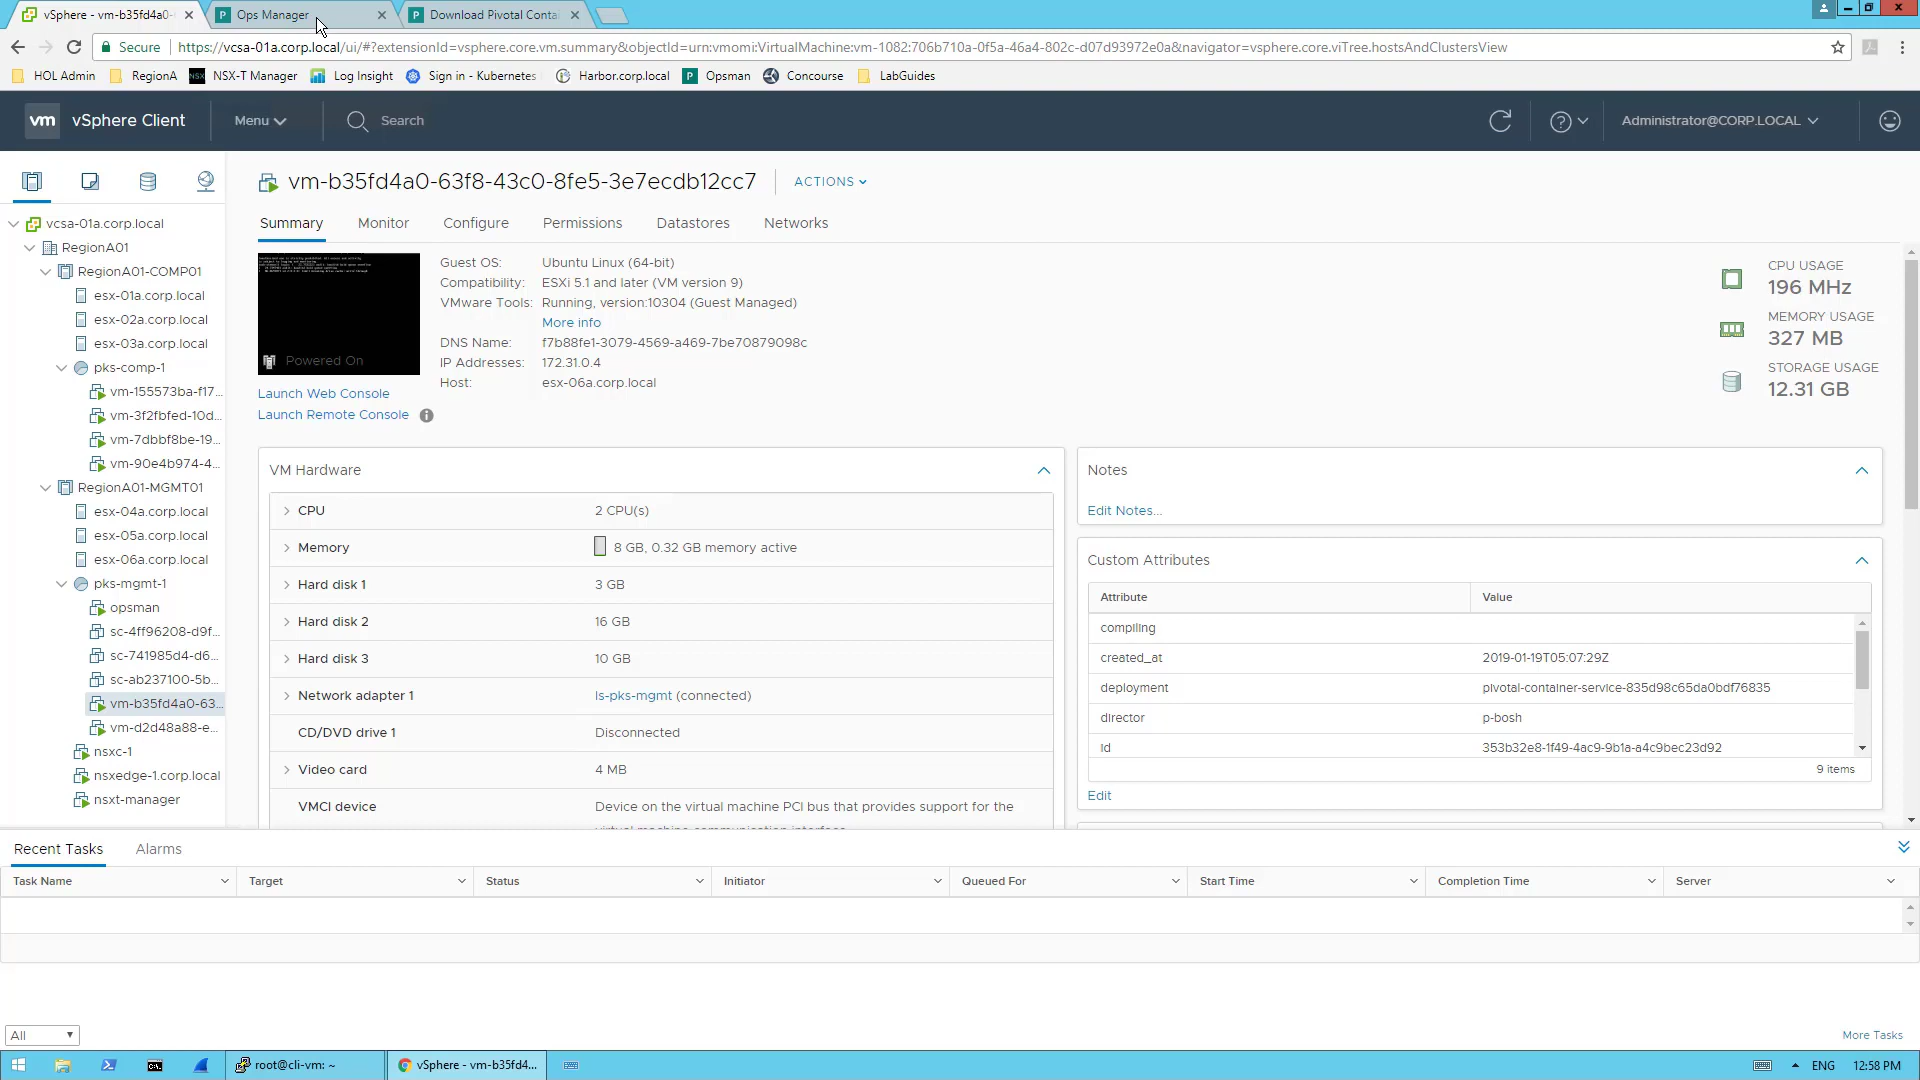 vSphere - vm-b35fd4a0-
Ops Manager
Download Pivotal Conta
Secure
https://vcsa-01a.corp.local/ui/#?extensionId=vsphere.core.vm.summary&objectId=urn:vmomi:VirtualMachine:vm-1082:706b710a-0f5a-46a4-802c-d07d93972e0a&navigator=vsphere.core.viTree.hostsAndClustersView
HOL Admin
RegionA
NSX-T Manager
Log Insight
Sign in - Kubernetes
Harbor.corp.local
Opsman
Concourse
LabGuides
vm vSphere Client
Menu
Search
Administrator@CORP.LOCAL
vcsa-01a.corp.local
RegionA01
RegionA01-COMP01
esx-01a.corp.local
esx-02a.corp.local
esx-03a.corp.local
pks-comp-1
vm-155573ba-f17...
vm-3f2fbfed-10d...
vm-7dbbf8be-19...
vm-90e4b974-4...
RegionA01-MGMT01
esx-04a.corp.local
esx-05a.corp.local
esx-06a.corp.local
pks-mgmt-1
opsman
sc-4ff96208-d9f...
sc-741985d4-d6...
sc-ab237100-5b...
vm-b35fd4a0-63...
vm-d2d48a88-e...
nsxc-1
nsxedge-1.corp.local
nsxt-manager
vm-b35fd4a0-63f8-43c0-8fe5-3e7ecdb12cc7
ACTIONS
Summary
Monitor
Configure
Permissions
Datastores
Networks
Powered On
Launch Web Console
Launch Remote Console
Guest OS: Ubuntu Linux (64-bit)
Compatibility: ESXi 5.1 and later (VM version 9)
VMware Tools: Running, version:10304 (Guest Managed)
More info
DNS Name: f7b88fe1-3079-4569-a469-7be70879098c
IP Addresses: 172.31.0.4
Host: esx-06a.corp.local
CPU USAGE
196 MHz
MEMORY USAGE
327 MB
STORAGE USAGE
12.31 GB
VM Hardware
CPU 2 CPU(s)
Memory 8 GB, 0.32 GB memory active
Hard disk 1 3 GB
Hard disk 2 16 GB
Hard disk 3 10 GB
Network adapter 1 ls-pks-mgmt (connected)
CD/DVD drive 1 Disconnected
Video card 4 MB
VMCI device Device on the virtual machine PCI bus that provides support for the
Notes
Edit Notes...
Custom Attributes
Attribute Value
compiling
created_at 2019-01-19T05:07:29Z
deployment pivotal-container-service-835d98c65da0bdf76835
director p-bosh
id 353b32e8-1f49-4ac9-9b1a-a4c9bec23d92
9 items
Edit
Recent Tasks
Alarms
Task Name
Target
Status
Initiator
Queued For
Start Time
Completion Time
Server
All
More Tasks
root@cli-vm: ~
vSphere - vm-b35fd4...
ENG
12:58 PM